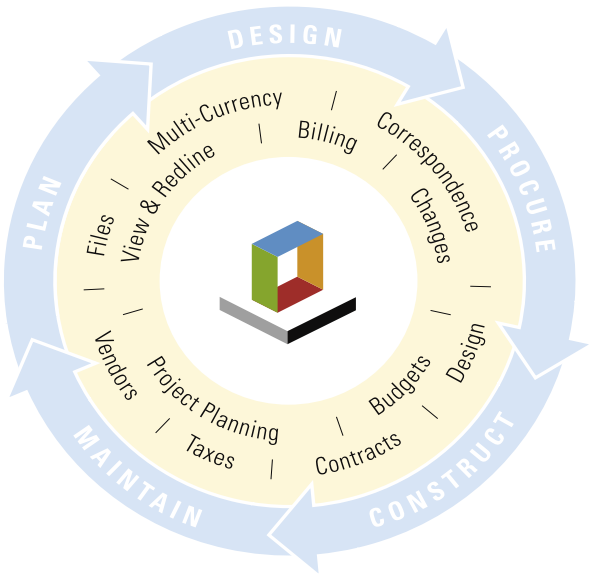 DESIGN
PROCURE
CONSTRUCT
MAINTAIN
PLAN
Multi-Currency
Correspondence
Design
Contracts
Taxes
Vendors
Files
View & Redline
Billing
Changes
Budgets
Project Planning